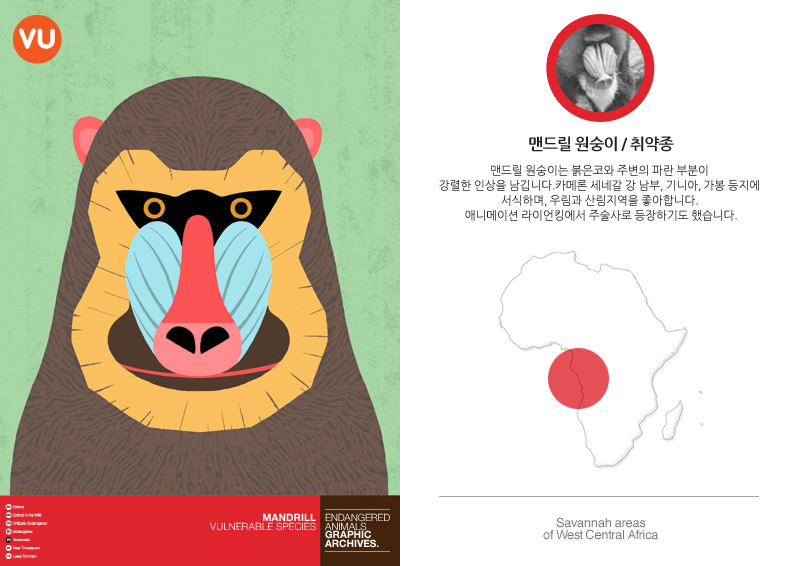 VU
Extinct
Extinct in the Wild
Critically Endangered
Endangered
Vulnerable
Near Threatened
Least Concern
MANDRILL
VULNERABLE SPECIES
ENDANGERED
ANIMALS
GRAPHIC
ARCHIVES.
맨드릴 원숭이 / 취약종
맨드릴 원숭이는 붉은코와 주변의 파란 부분이
강렬한 인상을 남깁니다.카메론 세네갈 강 남부, 기니아, 가봉 등지에
서식하며, 우림과 산림지역을 좋아합니다.
애니메이션 라이언킹에서 주술사로 등장하기도 했습니다.
Savannah areas
of West Central Africa